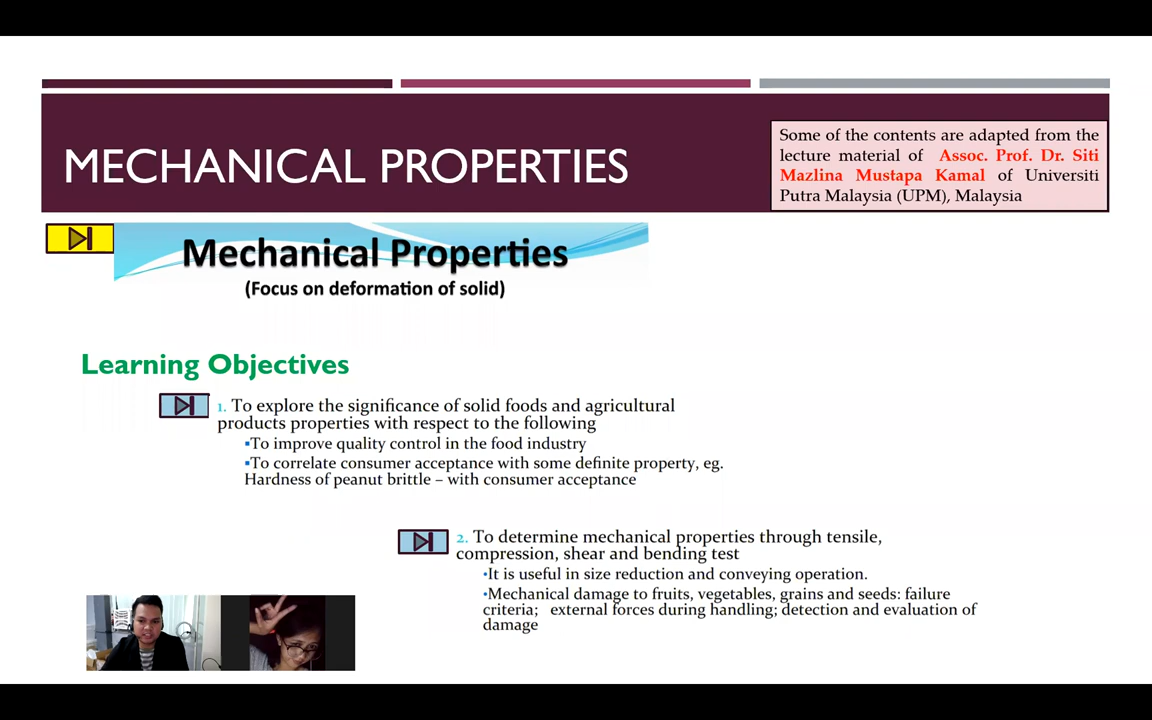 MECHANICAL PROPERTIES
Some of the contents are adapted from the
lecture material of Assoc. Prof. Dr. Siti
Mazlina Mustapa Kamal of Universiti
Putra Malaysia (UPM), Malaysia
Mechanical Properties
(Focus on deformation of solid)
Learning Objectives
1. To explore the significance of solid foods and agricultural
products properties with respect to the following
▪To improve quality control in the food industry
▪To correlate consumer acceptance with some definite property, eg.
Hardness of peanut brittle – with consumer acceptance
2. To determine mechanical properties through tensile,
compression, shear and bending test
•It is useful in size reduction and conveying operation.
•Mechanical damage to fruits, vegetables, grains and seeds: failure
criteria; external forces during handling; detection and evaluation of
damage